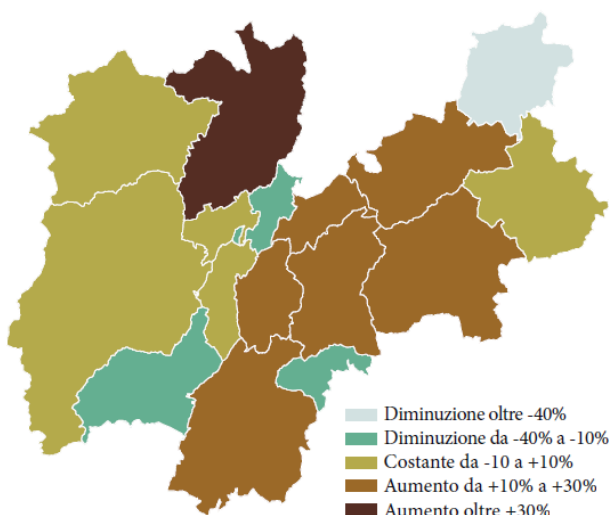 Diminuzione oltre -40%
Diminuzione da -40% a -10%
Costante da -10 a +10%
Aumento da +10% a +30%
Aumento oltre +30%